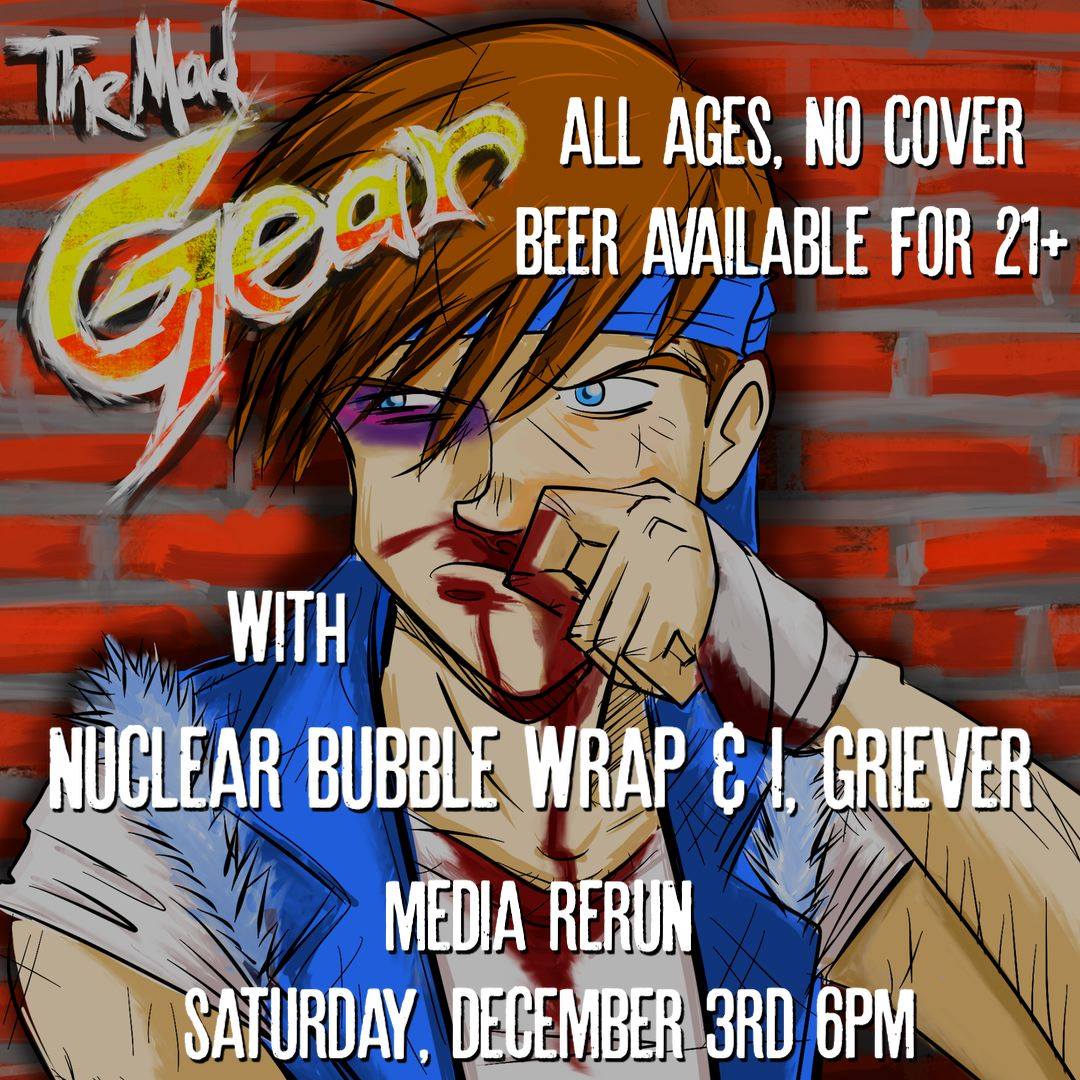 The Mad
Gear
ALL AGES, NO COVER
BEER AVAILABLE FOR 21+
WITH
NUCLEAR BUBBLE WRAP & I, GRIEVER
MEDIA RERUN
SATURDAY, DECEMBER 3RD 6PM